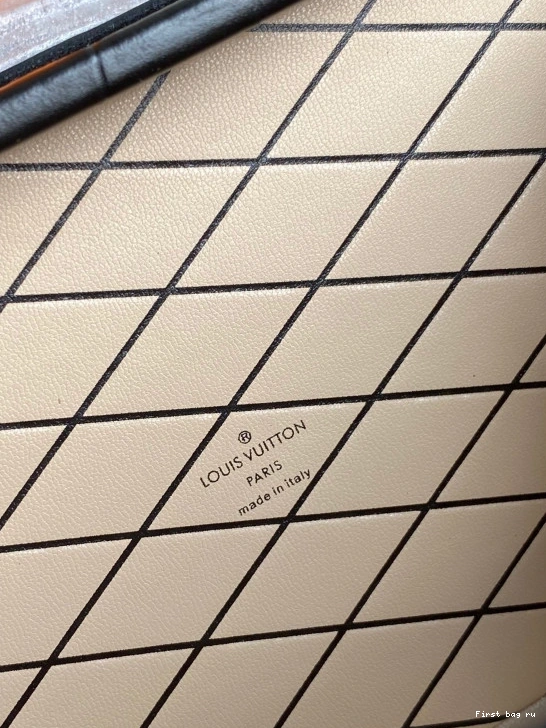 ®
LOUIS VUITTON
PARIS
made in italy
First bag ru